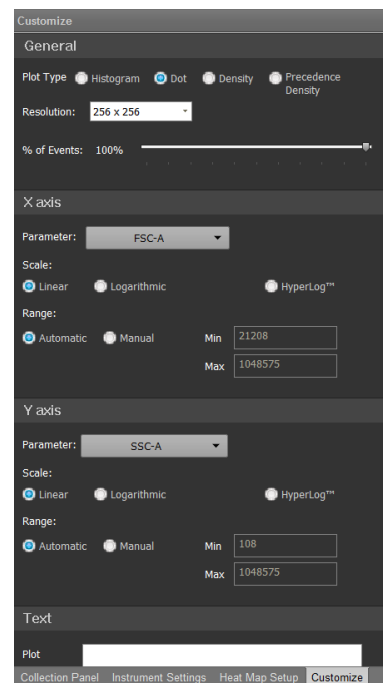 Customize
General
Plot Type Histogram Dot Density Precedence
Density
Resolution: 256 x 256
% of Events: 100%
X axis
Parameter: FSC-A
Scale:
Linear Logarithmic HyperLog™
Range:
Automatic Manual Min 21208
Max 1048575
Y axis
Parameter: SSC-A
Scale:
Linear Logarithmic HyperLog™
Range:
Automatic Manual Min 108
Max 1048575
Text
Plot
Collection Panel Instrument Settings Heat Map Setup Customize